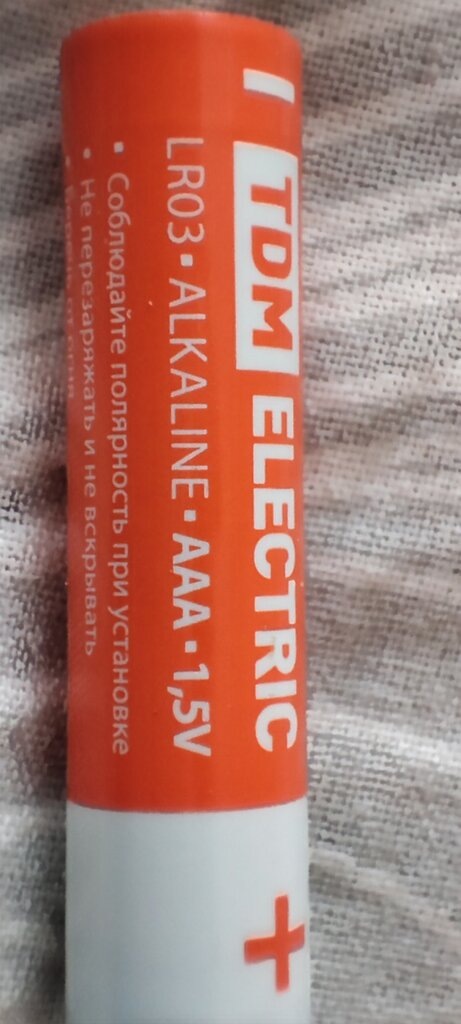 − TDM ELECTRIC +
LR03 ▪ ALKALINE ▪ AAA ▪ 1,5V
▪ Соблюдайте полярность при установке
▪ Не перезаряжать и не вскрывать